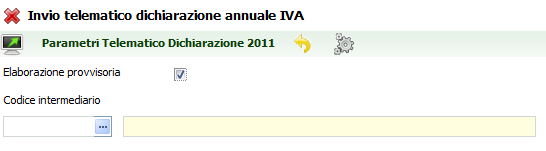 Invio telematico dichiarazione annuale IVA
Parametri Telematico Dichiarazione 2011
Elaborazione provvisoria
Codice intermediario
...